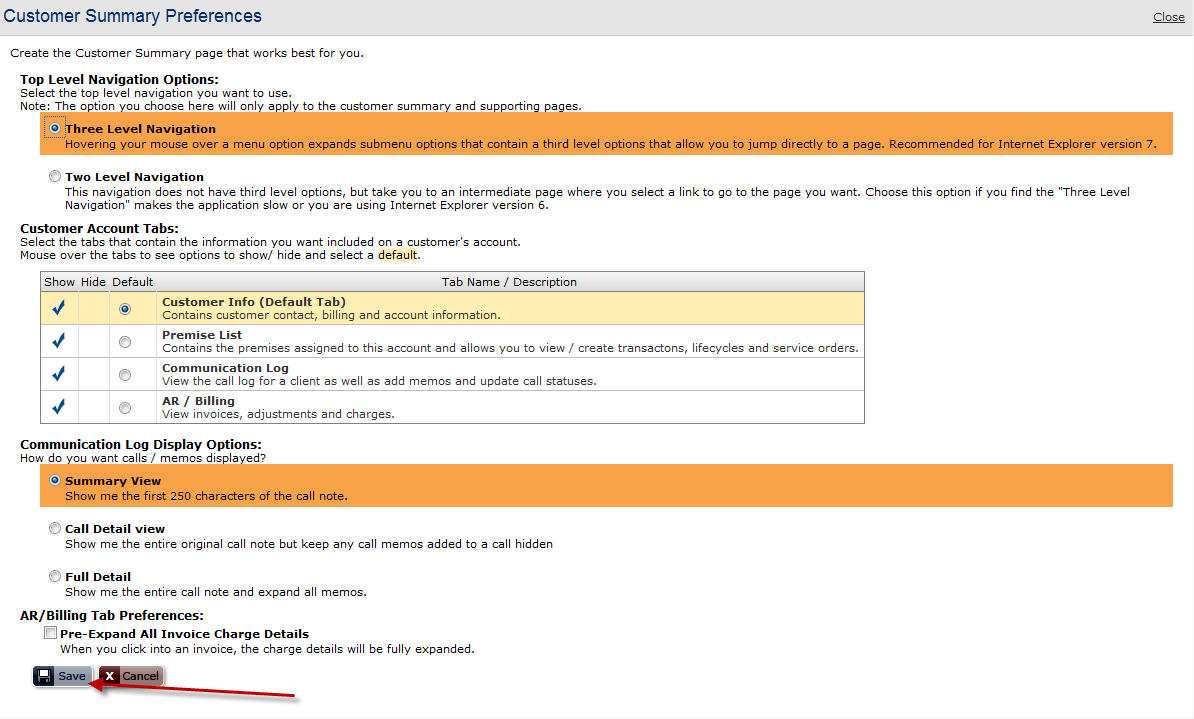 Customer Summary Preferences
Close
Create the Customer Summary page that works best for you.
Top Level Navigation Options:
Select the top level navigation you want to use.
Note: The option you choose here will only apply to the customer summary and supporting pages.
Three Level Navigation
Hovering your mouse over a menu option expands submenu options that contain a third level options that allow you to jump directly to a page. Recommended for Internet Explorer version 7.
Two Level Navigation
This navigation does not have third level options, but take you to an intermediate page where you select a link to go to the page you want. Choose this option if you find the "Three Level
Navigation" makes the application slow or you are using Internet Explorer version 6.
Customer Account Tabs:
Select the tabs that contain the information you want included on a customer's account.
Mouse over the tabs to see options to show/ hide and select a default.
Show Hide Default Tab Name / Description
Customer Info (Default Tab)
Contains customer contact, billing and account information.
Premise List
Contains the premises assigned to this account and allows you to view / create transactons, lifecycles and service orders.
Communication Log
View the call log for a client as well as add memos and update call statuses.
AR / Billing
View invoices, adjustments and charges.
Communication Log Display Options:
How do you want calls / memos displayed?
Summary View
Show me the first 250 characters of the call note.
Call Detail view
Show me the entire original call note but keep any call memos added to a call hidden
Full Detail
Show me the entire call note and expand all memos.
AR/Billing Tab Preferences:
Pre-Expand All Invoice Charge Details
When you click into an invoice, the charge details will be fully expanded.
Save X Cancel